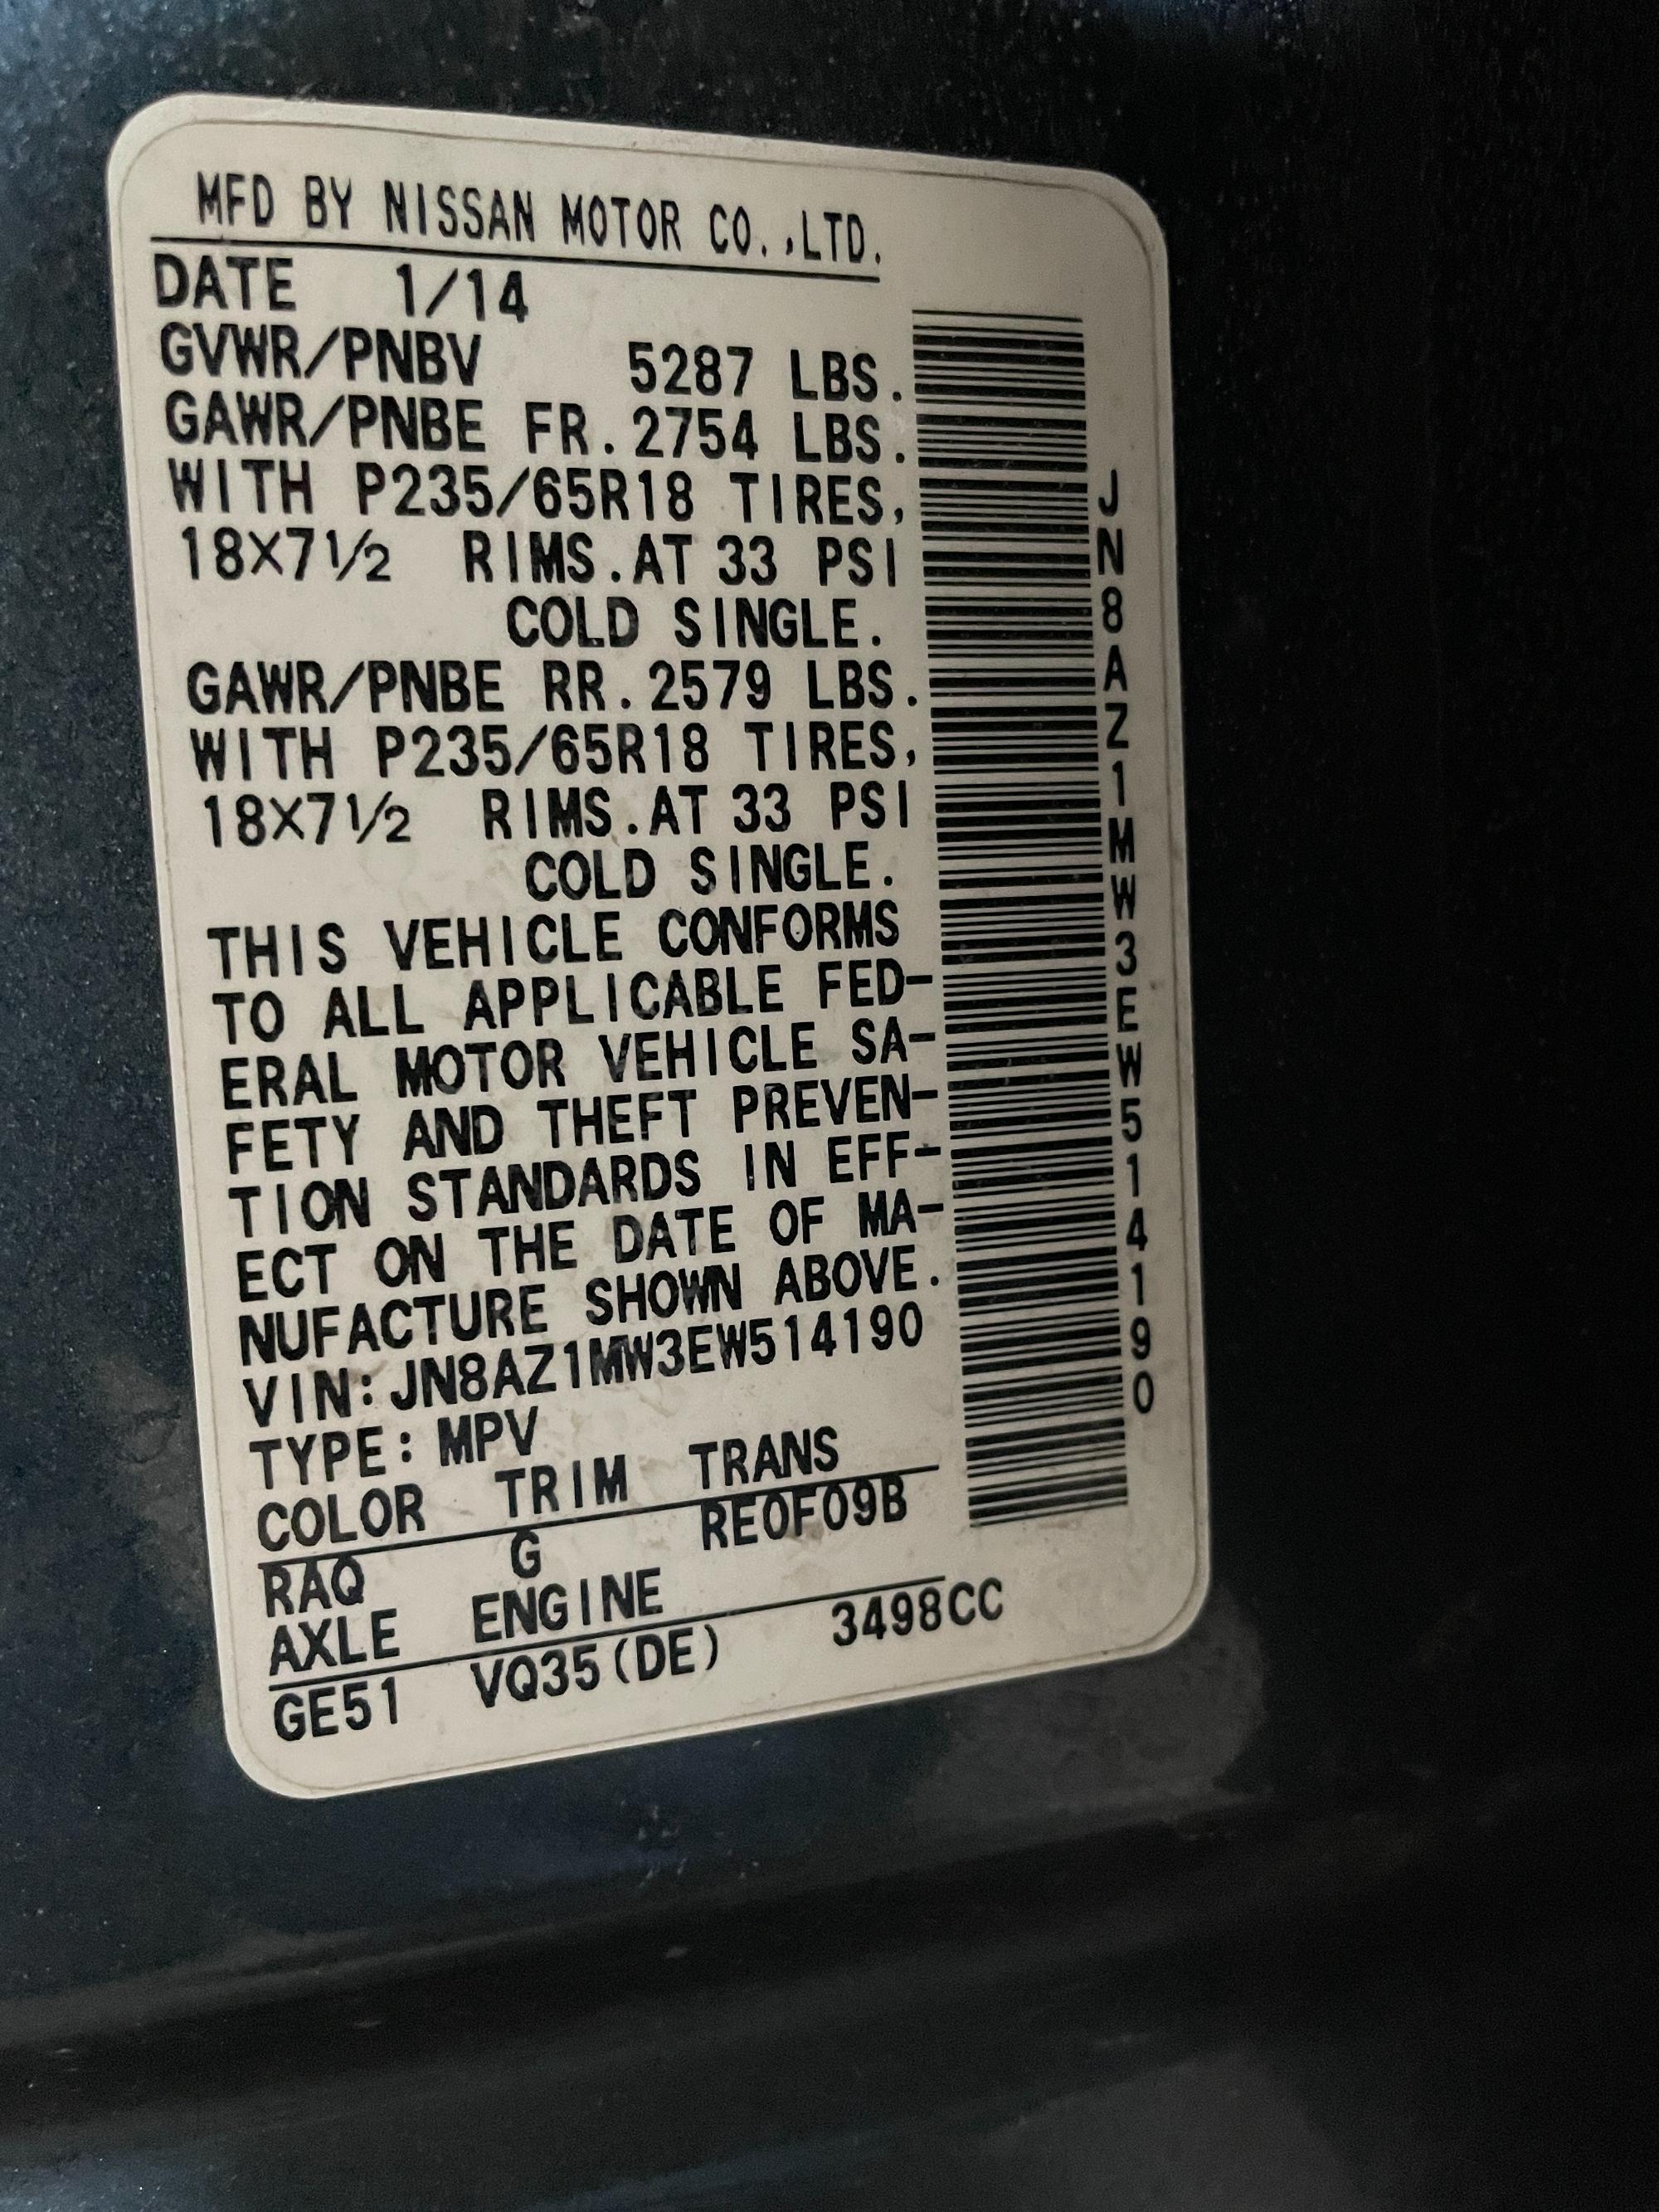 MFD BY NISSAN MOTOR CO.,LTD.
DATE 1/14
GVWR/PNBV 5287 LBS.
GAWR/PNBE FR.2754 LBS.
WITH P235/65R18 TIRES,
18×7½ RIMS.AT 33 PSI
COLD SINGLE.
GAWR/PNBE RR.2579 LBS.
WITH P235/65R18 TIRES,
18×7½ RIMS.AT 33 PSI
COLD SINGLE.
THIS VEHICLE CONFORMS
TO ALL APPLICABLE FED-
ERAL MOTOR VEHICLE SA-
FETY AND THEFT PREVEN-
TION STANDARDS IN EFF-
ECT ON THE DATE OF MA-
NUFACTURE SHOWN ABOVE.
VIN:JN8AZ1MW3EW514190
TYPE:MPV
COLOR TRIM TRANS
RAQ G RE0F09B
AXLE ENGINE
GE51 VQ35(DE) 3498CC
JN8AZ1MW3EW514190